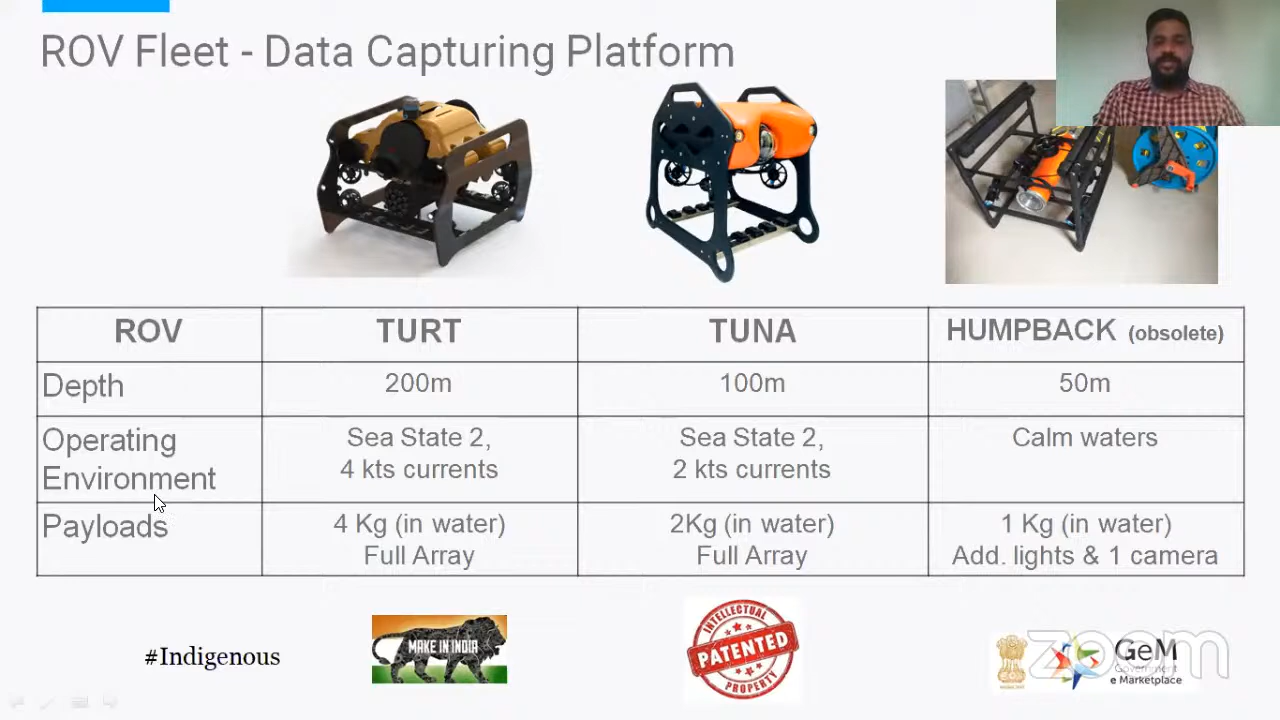 ROV Fleet - Data Capturing Platform
ROV
TURT
TUNA
HUMPBACK (obsolete)
Depth
200m
100m
50m
Operating
Environment
Sea State 2,
4 kts currents
Sea State 2,
2 kts currents
Calm waters
Payloads
4 Kg (in water)
Full Array
2Kg (in water)
Full Array
1 Kg (in water)
Add. lights & 1 camera
#Indigenous
MAKE IN INDIA
INTELLECTUAL
PATENTED
PROPERTY
zoom
GeM
Government
e Marketplace